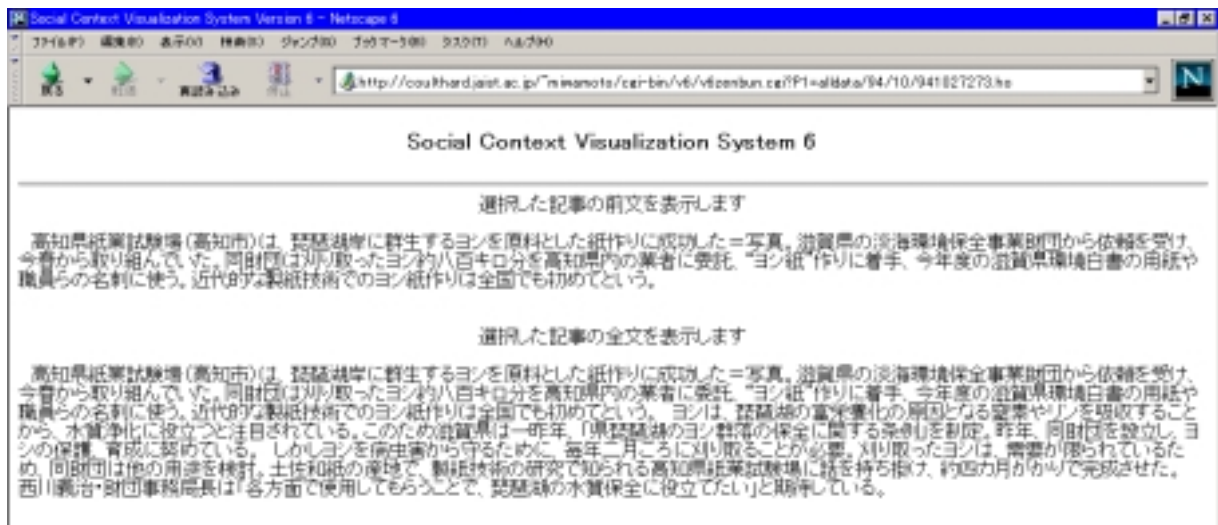 Social Context Visualization System Version 6 - Netscape 6
ファイル(F) 編集(E) 表示(V) 検索(S) ジャンプ(G) ブックマーク(B) タスク(T) ヘルプ(H)
戻る 再読み込み
N
Social Context Visualization System 6
選択した記事の前文を表示します
高知県紙業試験場(高知市)は、琵琶湖岸に群生するヨシを原料とした紙作りに成功した=写真。滋賀県の淡海環境保全事業財団から依頼を受け、
今春から取り組んでいた。同財団は刈り取ったヨシ約八百キロ分を高知県内の業者に委託、“ヨシ紙”作りに着手、今年度の滋賀県環境白書の用紙や
職員らの名刺に使う。近代的な製紙技術でのヨシ紙作りは全国でも初めてという。
選択した記事の全文を表示します
高知県紙業試験場(高知市)は、琵琶湖岸に群生するヨシを原料とした紙作りに成功した=写真。滋賀県の淡海環境保全事業財団から依頼を受け、
今春から取り組んでいた。同財団は刈り取ったヨシ約八百キロ分を高知県内の業者に委託、“ヨシ紙”作りに着手、今年度の滋賀県環境白書の用紙や
職員らの名刺に使う。近代的な製紙技術でのヨシ紙作りは全国でも初めてという。 ヨシは、琵琶湖の富栄養化の原因となる窒素やリンを吸収すること
から、水質浄化に役立つと注目されている。このため滋賀県は一昨年、「県琵琶湖のヨシ群落の保全に関する条例」を制定。昨年、同財団を設立し、ヨ
シの保護、育成に努めている。 しかしヨシを病虫害から守るために、毎年二月ごろに刈り取ることが必要。刈り取ったヨシは、需要が限られているた
め、同財団は他の用途を検討。土佐和紙の産地で、製紙技術の研究で知られる高知県紙業試験場に話を持ち掛け、約四カ月がかりで完成させた。
西川義治・財団事務局長は「各方面で使用してもらうことで、琵琶湖の水質保全に役立てたい」と期待している。